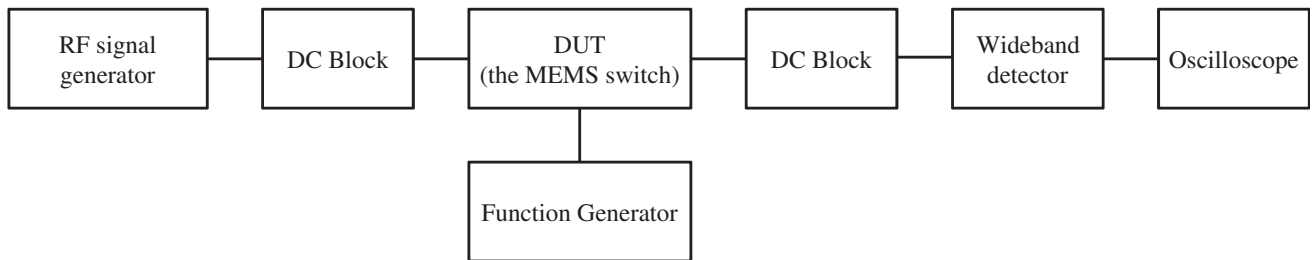 RF signal
generator
DC Block
DUT
(the MEMS switch)
DC Block
Wideband
detector
Oscilloscope
Function Generator